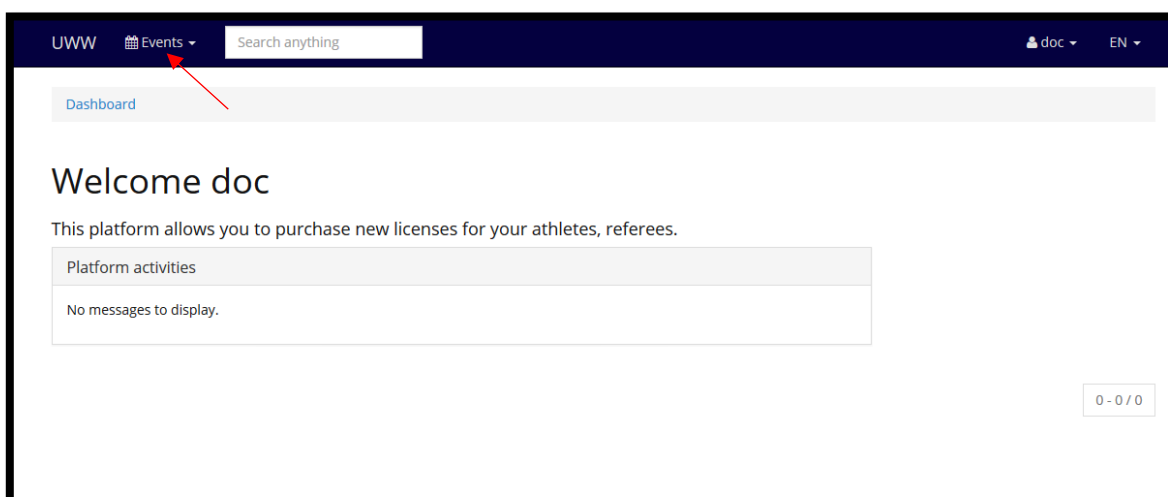 UWW Events Search anything doc EN
Dashboard
Welcome doc
This platform allows you to purchase new licenses for your athletes, referees.
Platform activities
No messages to display.
0 - 0 / 0